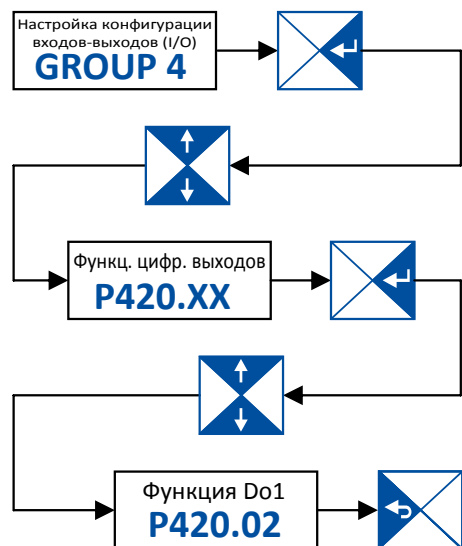 Настройка конфигурации
входов-выходов (I/O)
GROUP 4
Функц. цифр. выходов
P420.XX
Функция Do1
P420.02